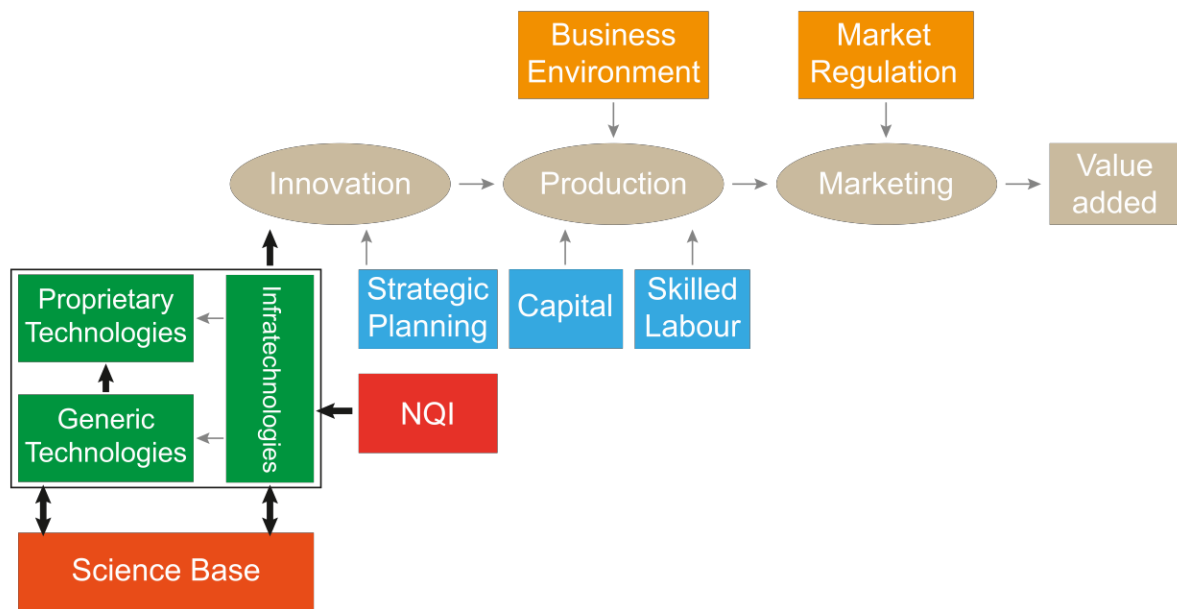 Business
Environment
Market
Regulation
Innovation
Production
Marketing
Value
added
Proprietary
Technologies
Infratechnologies
Strategic
Planning
Capital
Skilled
Labour
Generic
Technologies
NQI
Science Base